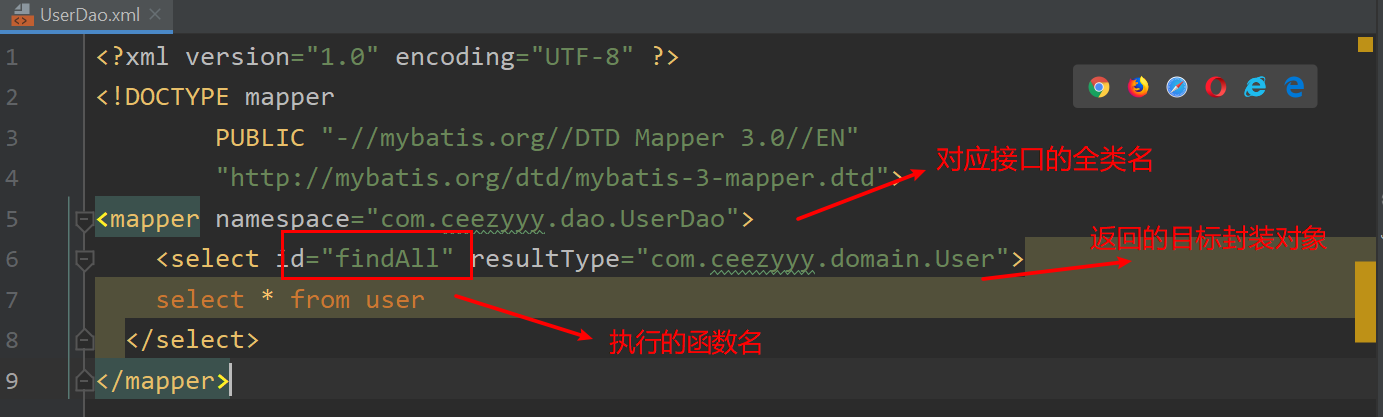 UserDao.xml
1 <?xml version="1.0" encoding="UTF-8" ?>
2 <!DOCTYPE mapper
3 PUBLIC "-//mybatis.org//DTD Mapper 3.0//EN"
4 "http://mybatis.org/dtd/mybatis-3-mapper.dtd">
对应接口的全类名
5 <mapper namespace="com.ceezyyy.dao.UserDao">
返回的目标封装对象
6 <select id="findAll" resultType="com.ceezyyy.domain.User">
7 select * from user
8 </select>
执行的函数名
9 </mapper>